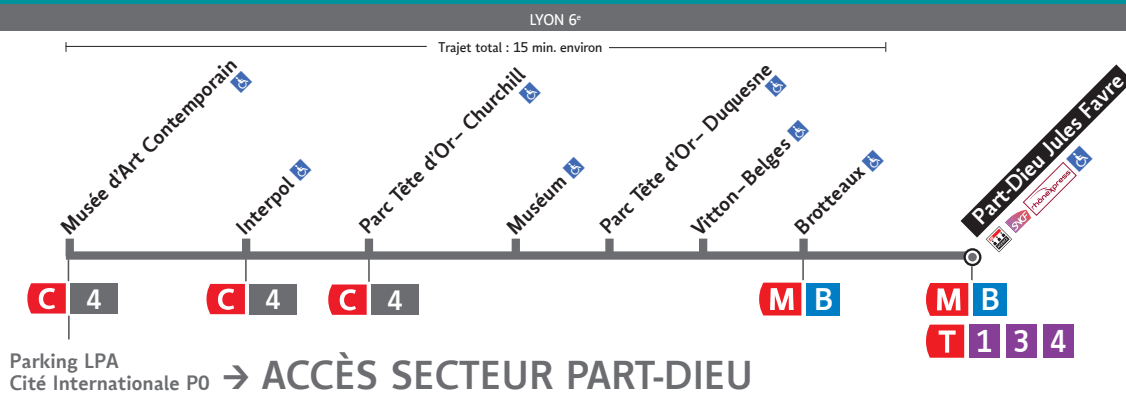 LYON 6e
Trajet total : 15 min. environ
Musée d'Art Contemporain
Interpol
Parc Tête d'Or– Churchill
Muséum
Parc Tête d'Or– Duquesne
Vitton–Belges
Brotteaux
Part-Dieu Jules Favre
SNCF
rhônexpress
C 4
C 4
C 4
M B
M B
T 1 3 4
Parking LPA
Cité Internationale P0 → ACCÈS SECTEUR PART-DIEU